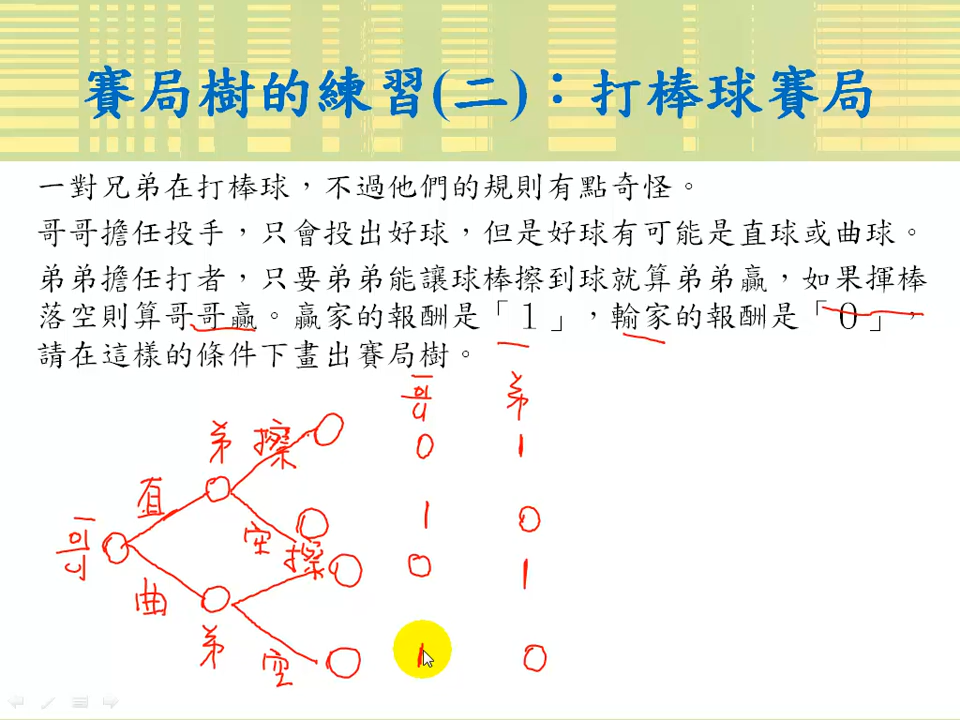 賽局樹的練習(二)：打棒球賽局
一對兄弟在打棒球，不過他們的規則有點奇怪。
哥哥擔任投手，只會投出好球，但是好球有可能是直球或曲球。
弟弟擔任打者，只要弟弟能讓球棒擦到球就算弟弟贏，如果揮棒
落空則算哥哥贏。贏家的報酬是「1」，輸家的報酬是「0」，
請在這樣的條件下畫出賽局樹。
哥 弟
弟 擦 0 1
直
空 1 0
哥
擦 0 1
曲
弟 空 1 0